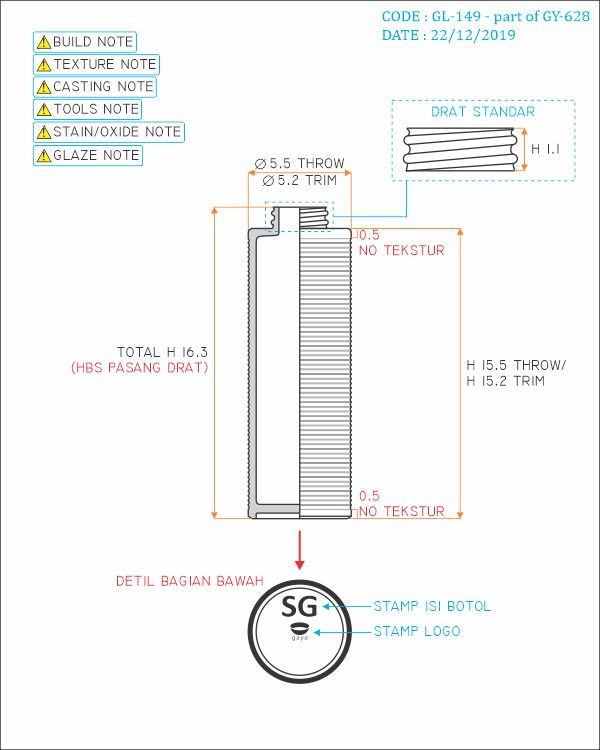 CODE : GL-149 - part of GY-628
DATE : 22/12/2019
BUILD NOTE
TEXTURE NOTE
CASTING NOTE
TOOLS NOTE
STAIN/OXIDE NOTE
GLAZE NOTE
DRAT STANDAR
H 1.1
Ø 5.5 THROW
Ø 5.2 TRIM
0.5
NO TEKSTUR
TOTAL H 16.3
(HBS PASANG DRAT)
H 15.5 THROW/
H 15.2 TRIM
0.5
NO TEKSTUR
DETIL BAGIAN BAWAH
SG
STAMP ISI BOTOL
gaya
STAMP LOGO